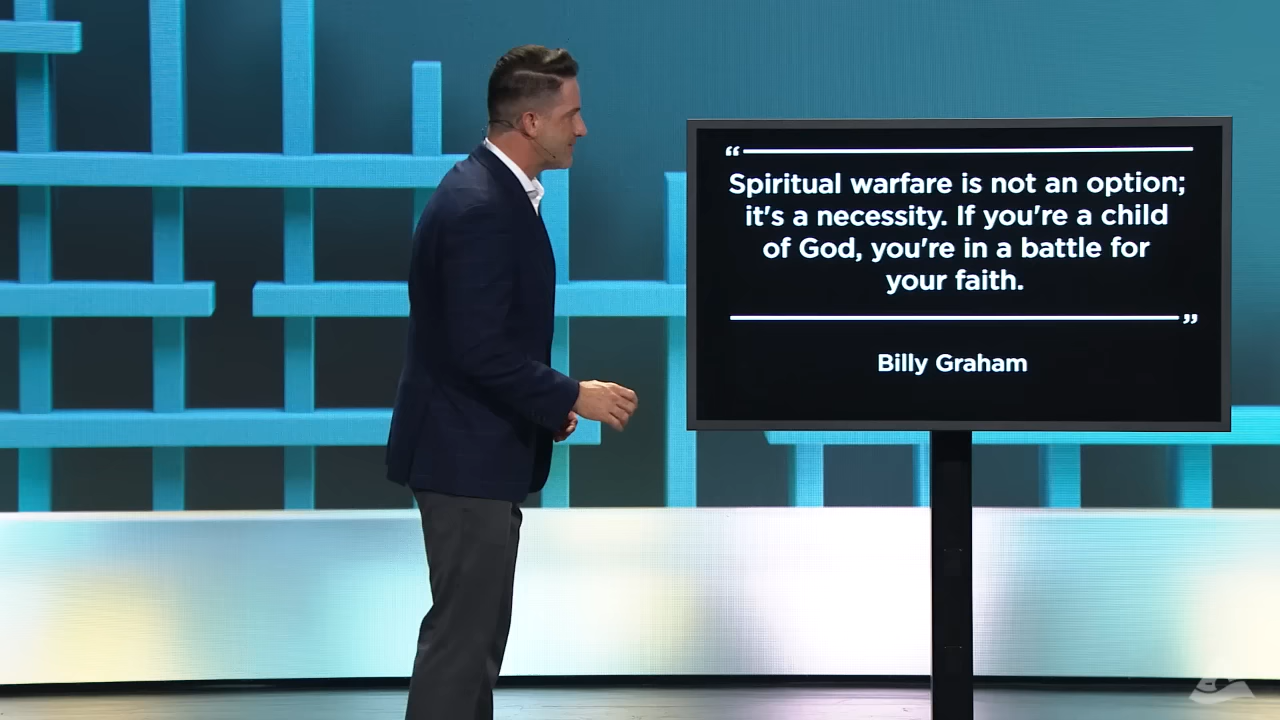 “
Spiritual warfare is not an option;
it's a necessity. If you're a child
of God, you're in a battle for
your faith.
”
Billy Graham